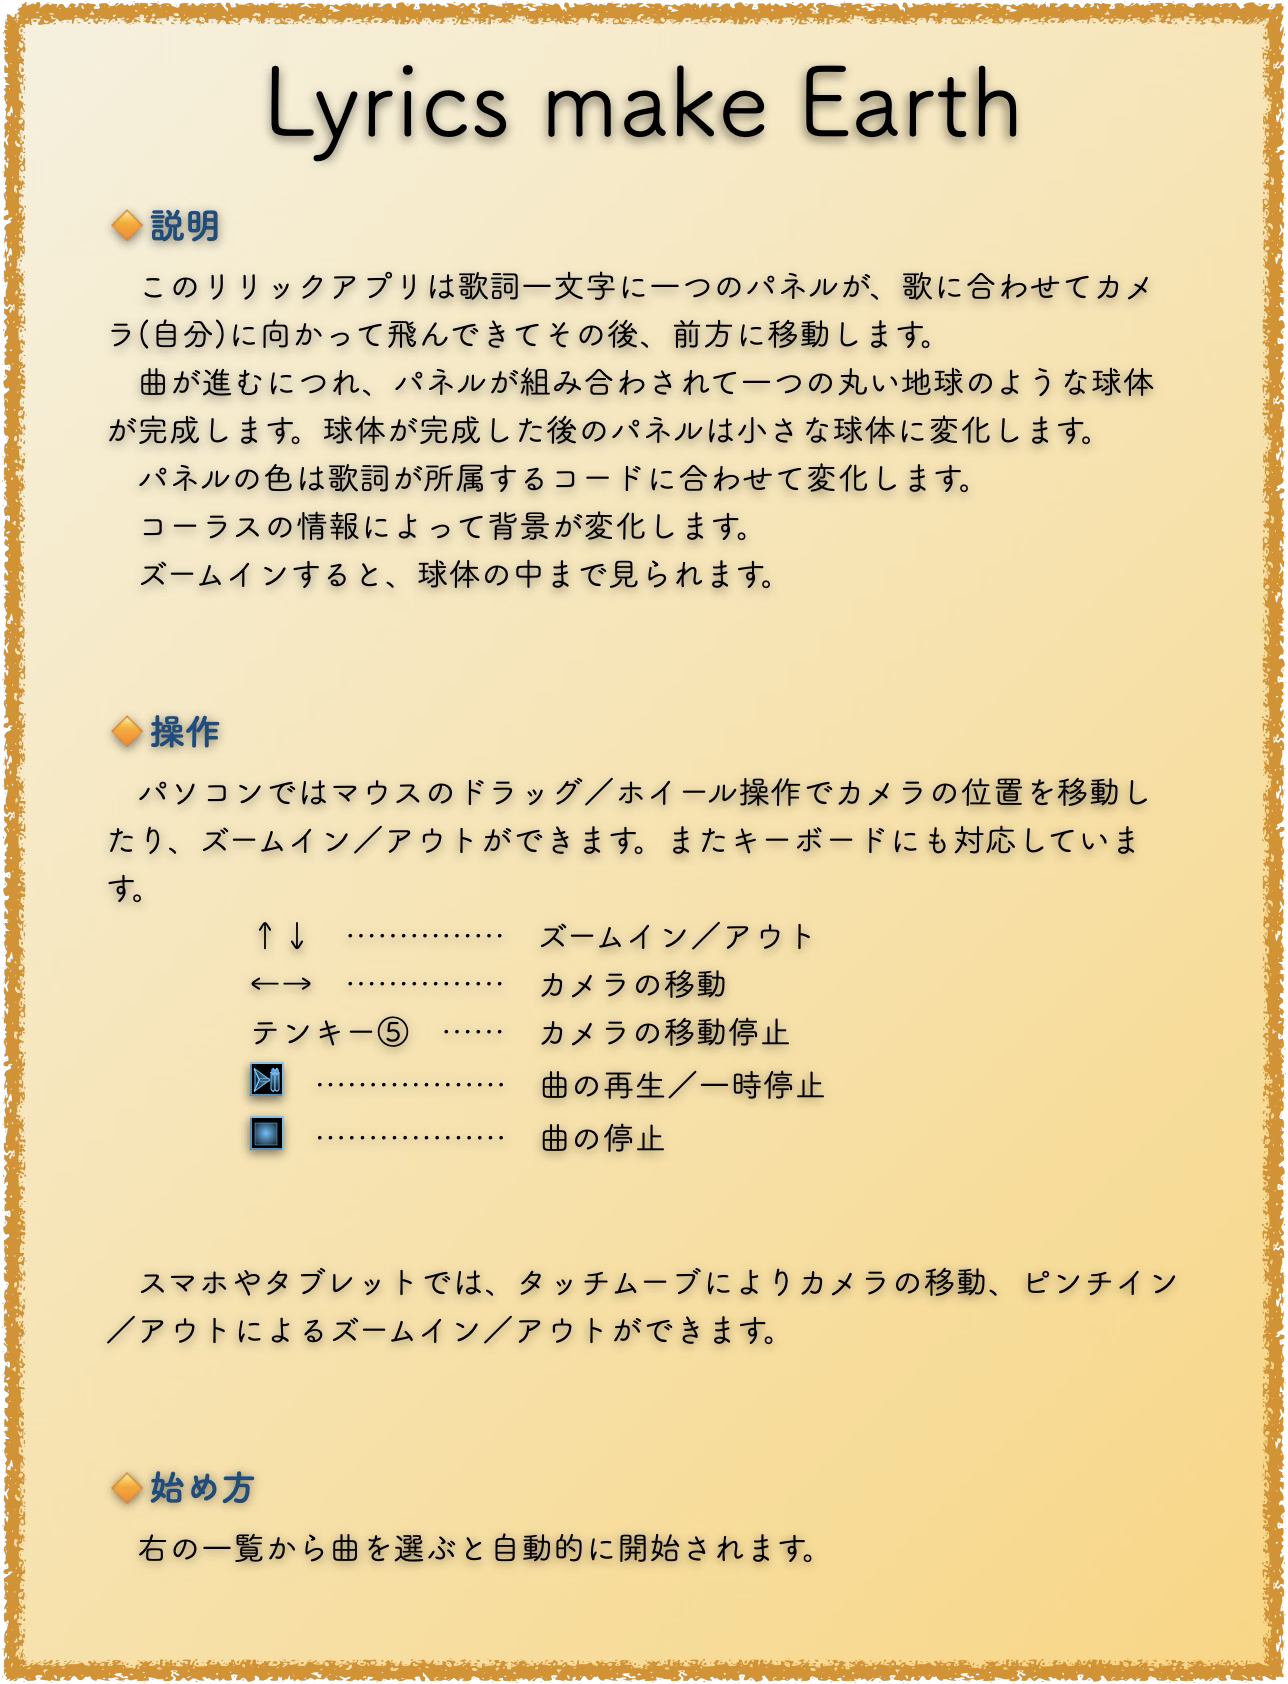 Lyrics make Earth
🔶説明
　このリリックアプリは歌詞一文字に一つのパネルが、歌に合わせてカメ
ラ(自分)に向かって飛んできてその後、前方に移動します。
　曲が進むにつれ、パネルが組み合わされて一つの丸い地球のような球体
が完成します。球体が完成した後のパネルは小さな球体に変化します。
　パネルの色は歌詞が所属するコードに合わせて変化します。
　コーラスの情報によって背景が変化します。
　ズームインすると、球体の中まで見られます。
🔶操作
　パソコンではマウスのドラッグ／ホイール操作でカメラの位置を移動し
たり、ズームイン／アウトができます。またキーボードにも対応していま
す。
↑↓　……………　ズームイン／アウト
←→　……………　カメラの移動
テンキー⑤　……　カメラの移動停止
………………　曲の再生／一時停止
………………　曲の停止
　スマホやタブレットでは、タッチムーブによりカメラの移動、ピンチイン
／アウトによるズームイン／アウトができます。
🔶始め方
　右の一覧から曲を選ぶと自動的に開始されます。